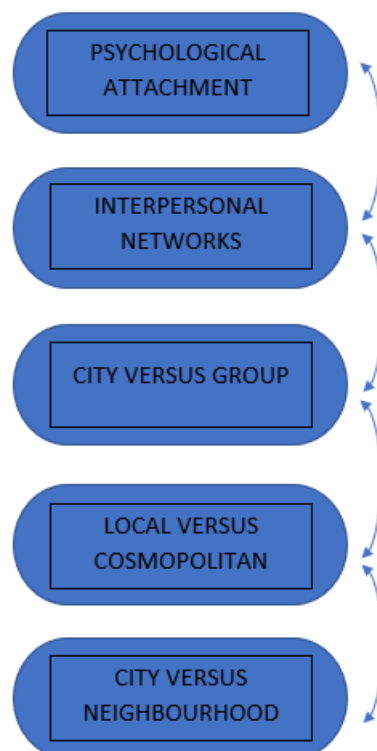 PSYCHOLOGICAL
ATTACHMENT
INTERPERSONAL
NETWORKS
CITY VERSUS GROUP
LOCAL VERSUS
COSMOPOLITAN
CITY VERSUS
NEIGHBOURHOOD